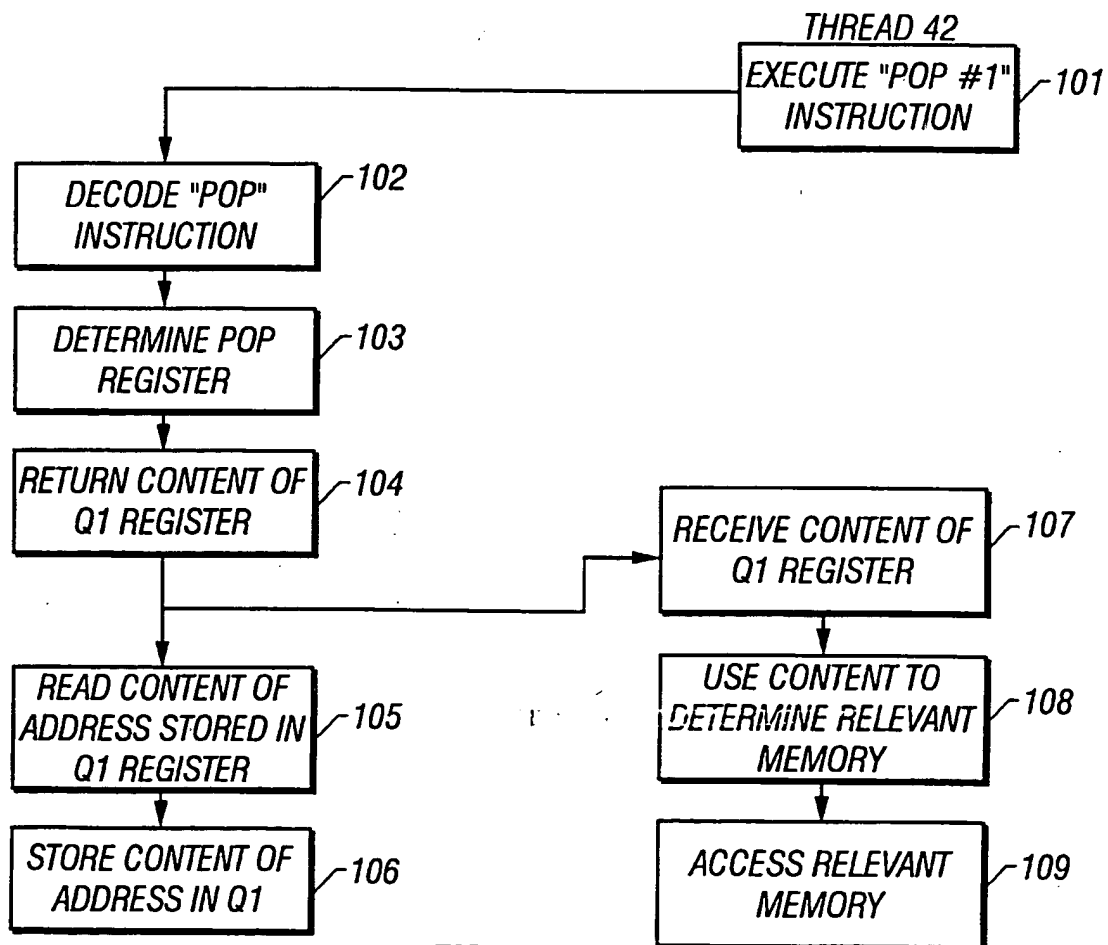 THREAD 42
EXECUTE "POP #1"
INSTRUCTION
101
DECODE "POP"
INSTRUCTION
102
DETERMINE POP
REGISTER
103
RETURN CONTENT OF
Q1 REGISTER
104
READ CONTENT OF
ADDRESS STORED IN
Q1 REGISTER
105
STORE CONTENT OF
ADDRESS IN Q1
106
RECEIVE CONTENT OF
Q1 REGISTER
107
USE CONTENT TO
DETERMINE RELEVANT
MEMORY
108
ACCESS RELEVANT
MEMORY
109